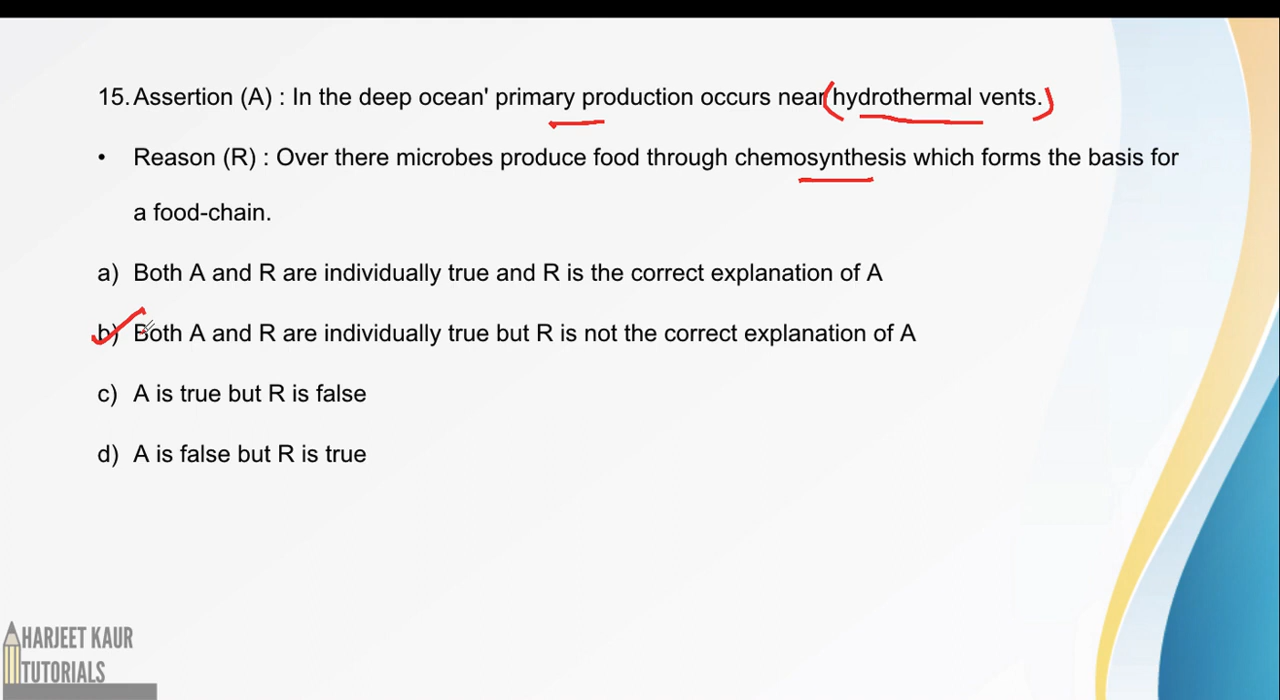 15. Assertion (A) : In the deep ocean' primary production occurs near hydrothermal vents.
• Reason (R) : Over there microbes produce food through chemosynthesis which forms the basis for
a food-chain.
a) Both A and R are individually true and R is the correct explanation of A
b) Both A and R are individually true but R is not the correct explanation of A
c) A is true but R is false
d) A is false but R is true
HARJEET KAUR
TUTORIALS